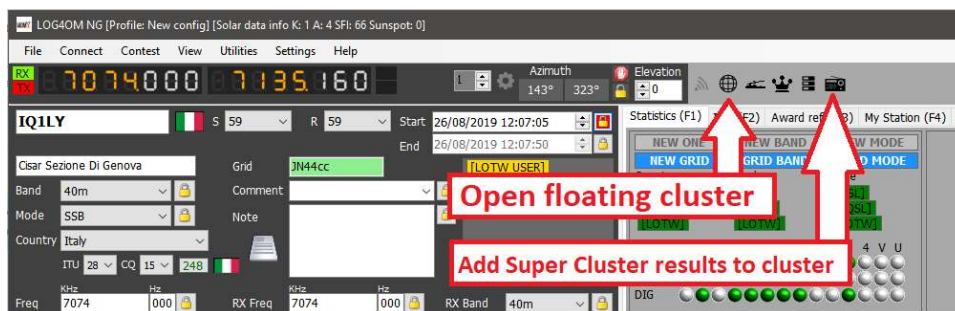 LOG4OM NG [Profile: New config] [Solar data info K: 1 A: 4 SFI: 66 Sunspot: 0]
File Connect Contest View Utilities Settings Help
RX 7074000 7135.160 1 Azimuth Elevation
TX 143° 323° 0
IQ1LY S 59 R 59 Start 26/08/2019 12:07:05 Statistics (F1) F2) Award ref 3) My Station (F4)
End 26/08/2019 12:07:50
NEW ONE NEW BAND W MODE
Cisar Sezione Di Genova Grid JN44cc [LOTW USER] NEW GRID GRID BAND D MODE
Band 40m Comment
Open floating cluster
Mode SSB Note
[LOTW] [LOTW] TW]
Country Italy
ITU 28 CQ 15 248
Add Super Cluster results to cluster
4 V U
DIG
KHz Hz KHz Hz
Freq 7074 000 RX Freq 7074 000 RX Band 40m